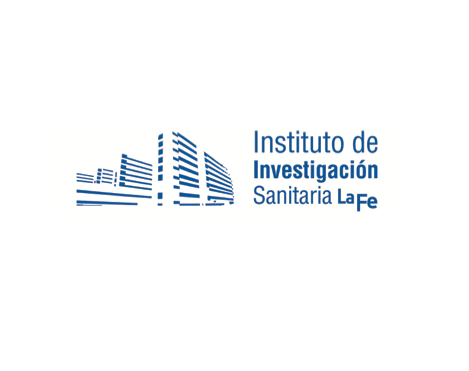 Instituto de
Investigación
Sanitaria La Fe